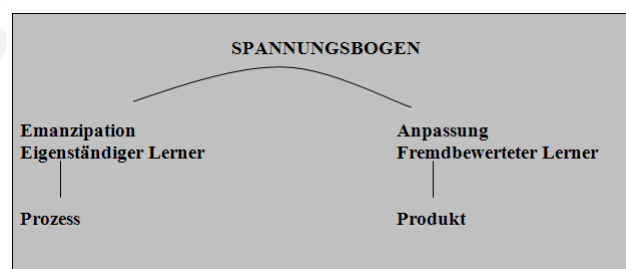 SPANNUNGSBOGEN
Emanzipation
Eigenständiger Lerner
Anpassung
Fremdbewerteter Lerner
Prozess
Produkt